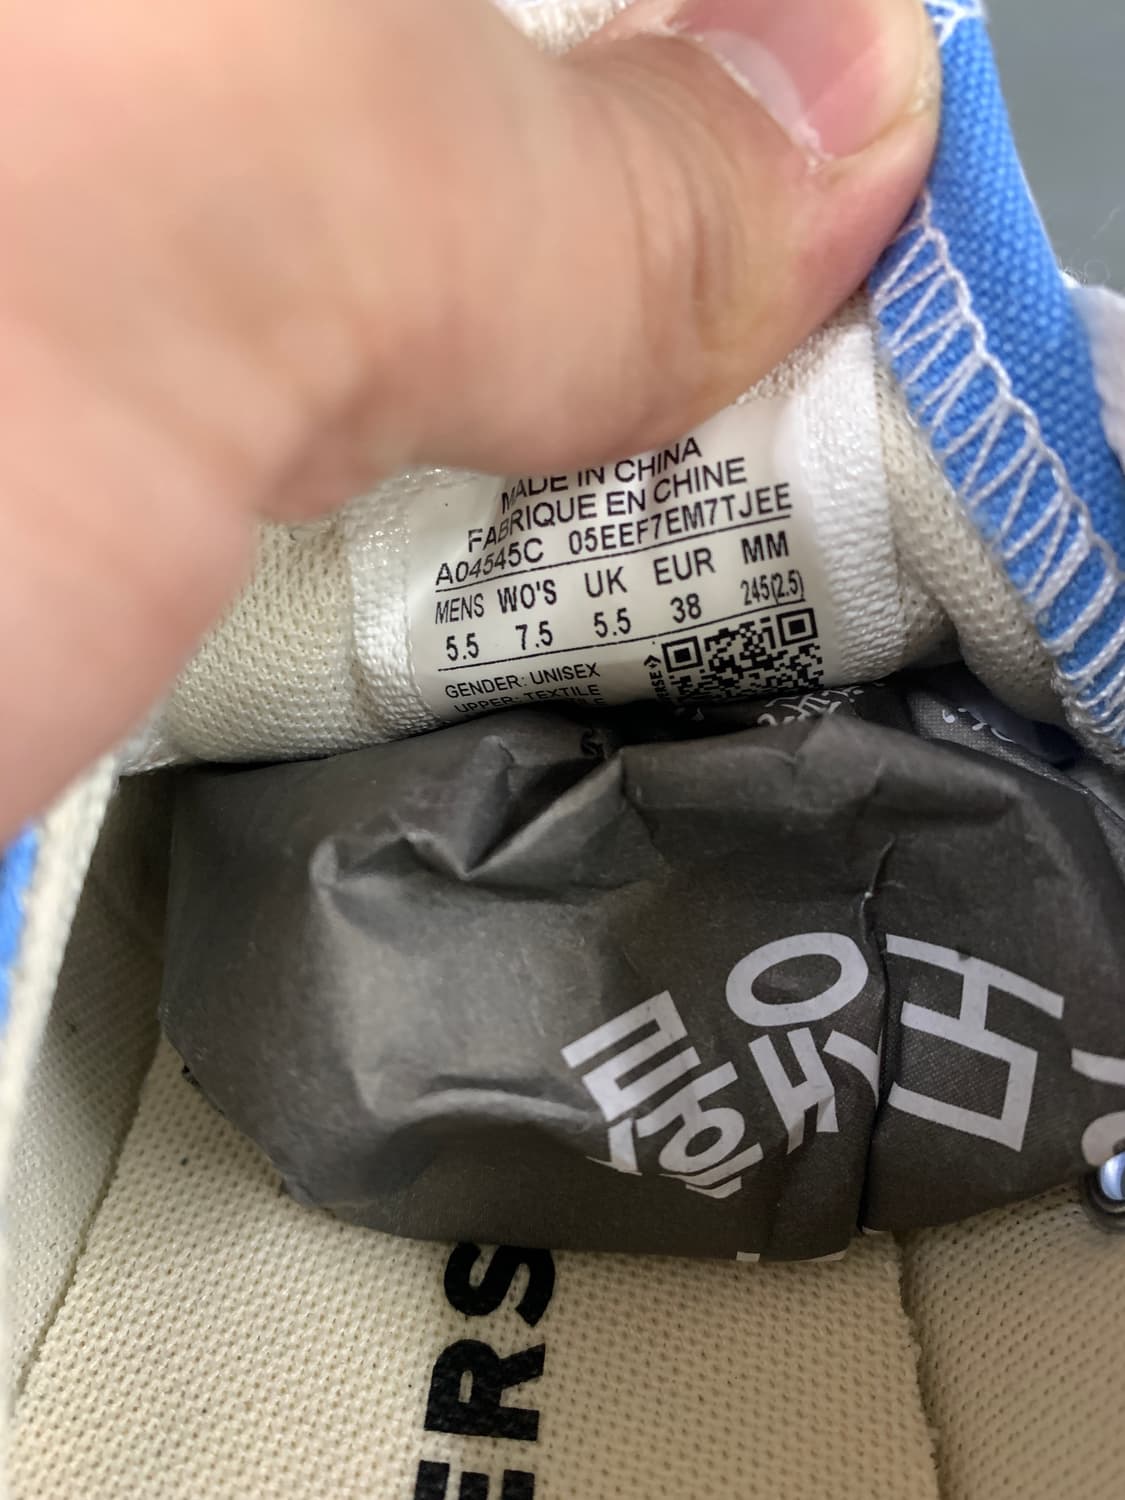 MADE IN CHINA
FABRIQUE EN CHINE
A04545C 05EEF7EM7TJEE
MENS WO'S UK EUR MM
5.5 7.5 5.5 38 245(2.5)
GENDER: UNISEX
UPPER: TEXTILE
ERS